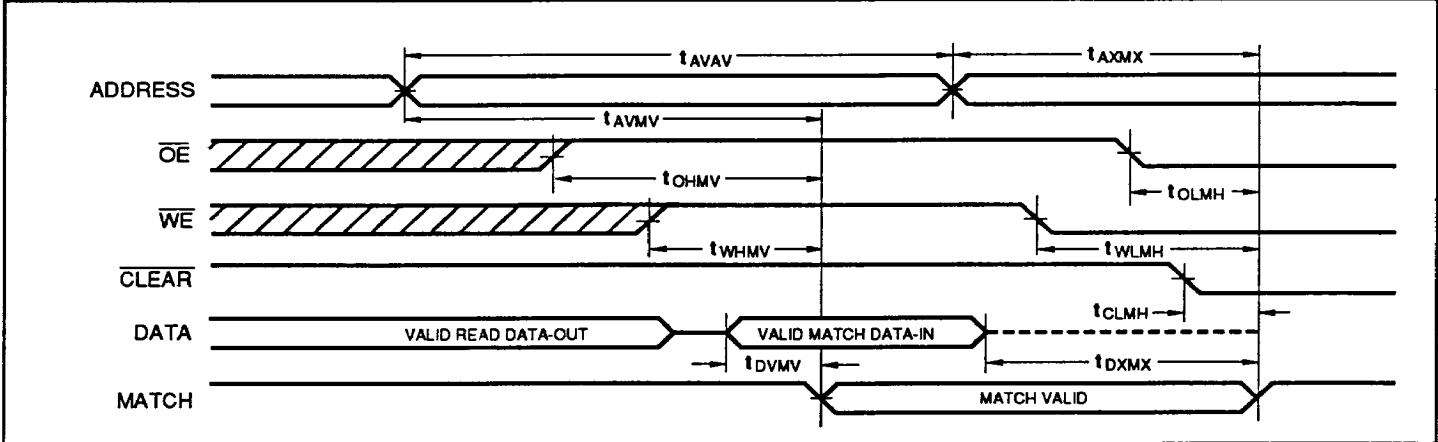 tAVAV
tAXMX
ADDRESS
tAVMV
OE
tOHMV
tOLMH
WE
tWHMV
tWLMH
CLEAR
tCLMH
DATA
VALID READ DATA-OUT
VALID MATCH DATA-IN
tDVMV
tDXMX
MATCH
MATCH VALID